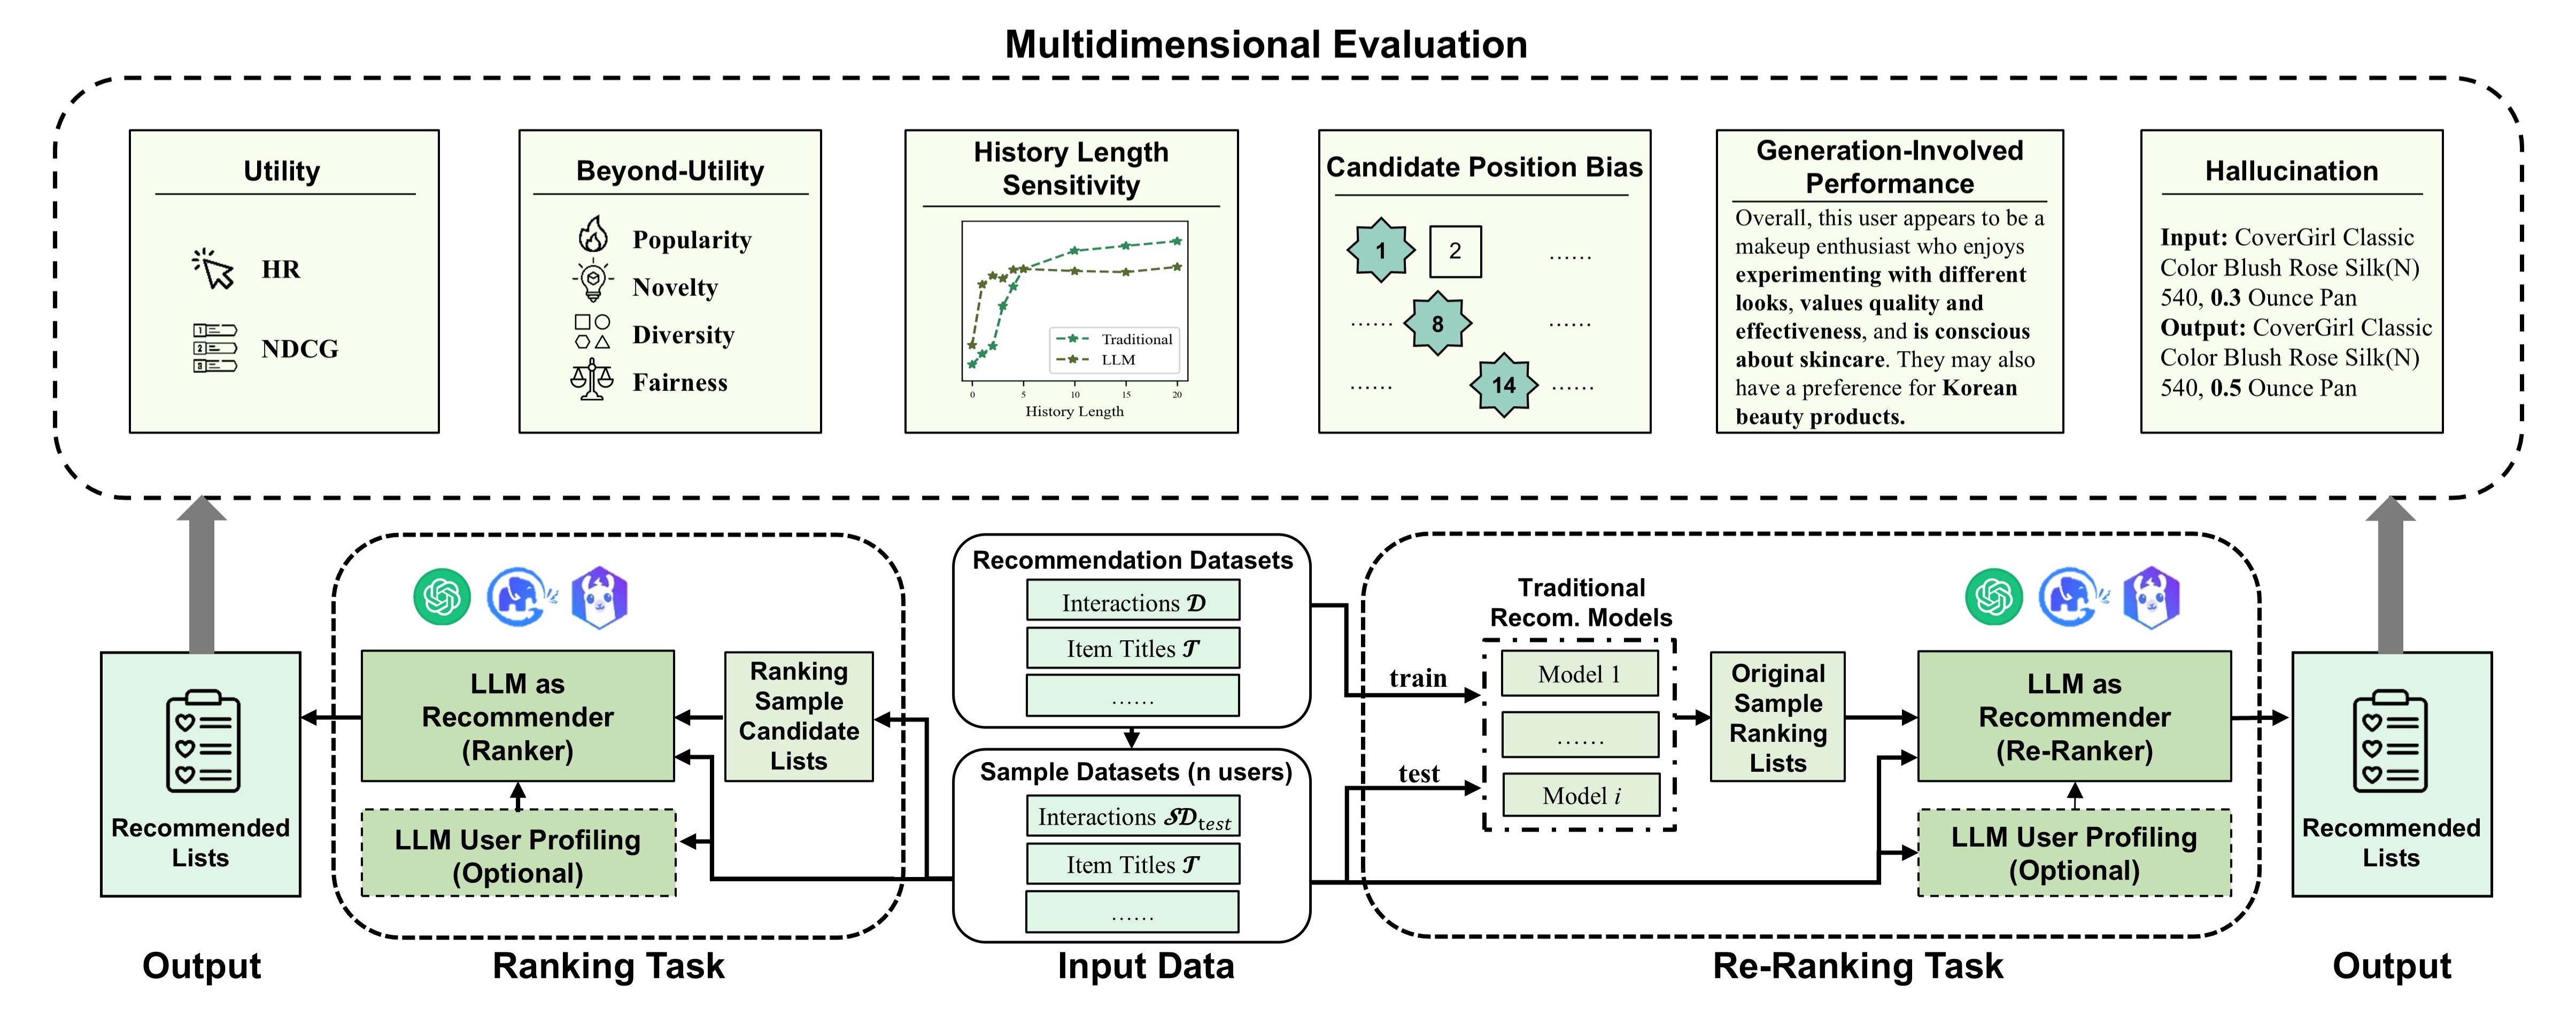 Multidimensional Evaluation
Utility
HR
NDCG
Beyond-Utility
Popularity
Novelty
Diversity
Fairness
History Length
Sensitivity
Traditional
LLM
0 5 10 15 20
History Length
Candidate Position Bias
1 2 ......
...... 8 ......
...... 14 ......
Generation-Involved
Performance
Overall, this user appears to be a
makeup enthusiast who enjoys
experimenting with different
looks, values quality and
effectiveness, and is conscious
about skincare. They may also
have a preference for Korean
beauty products.
Hallucination
Input: CoverGirl Classic
Color Blush Rose Silk(N)
540, 0.3 Ounce Pan
Output: CoverGirl Classic
Color Blush Rose Silk(N)
540, 0.5 Ounce Pan
Recommended
Lists
Output
LLM as
Recommender
(Ranker)
LLM User Profiling
(Optional)
Ranking
Sample
Candidate
Lists
Ranking Task
Recommendation Datasets
Interactions 𝓓
Item Titles 𝓣
......
Sample Datasets (n users)
Interactions 𝓢𝓓test
Item Titles 𝓣
......
Input Data
train
test
Traditional
Recom. Models
Model 1
......
Model i
Original
Sample
Ranking
Lists
LLM as
Recommender
(Re-Ranker)
LLM User Profiling
(Optional)
Re-Ranking Task
Recommended
Lists
Output